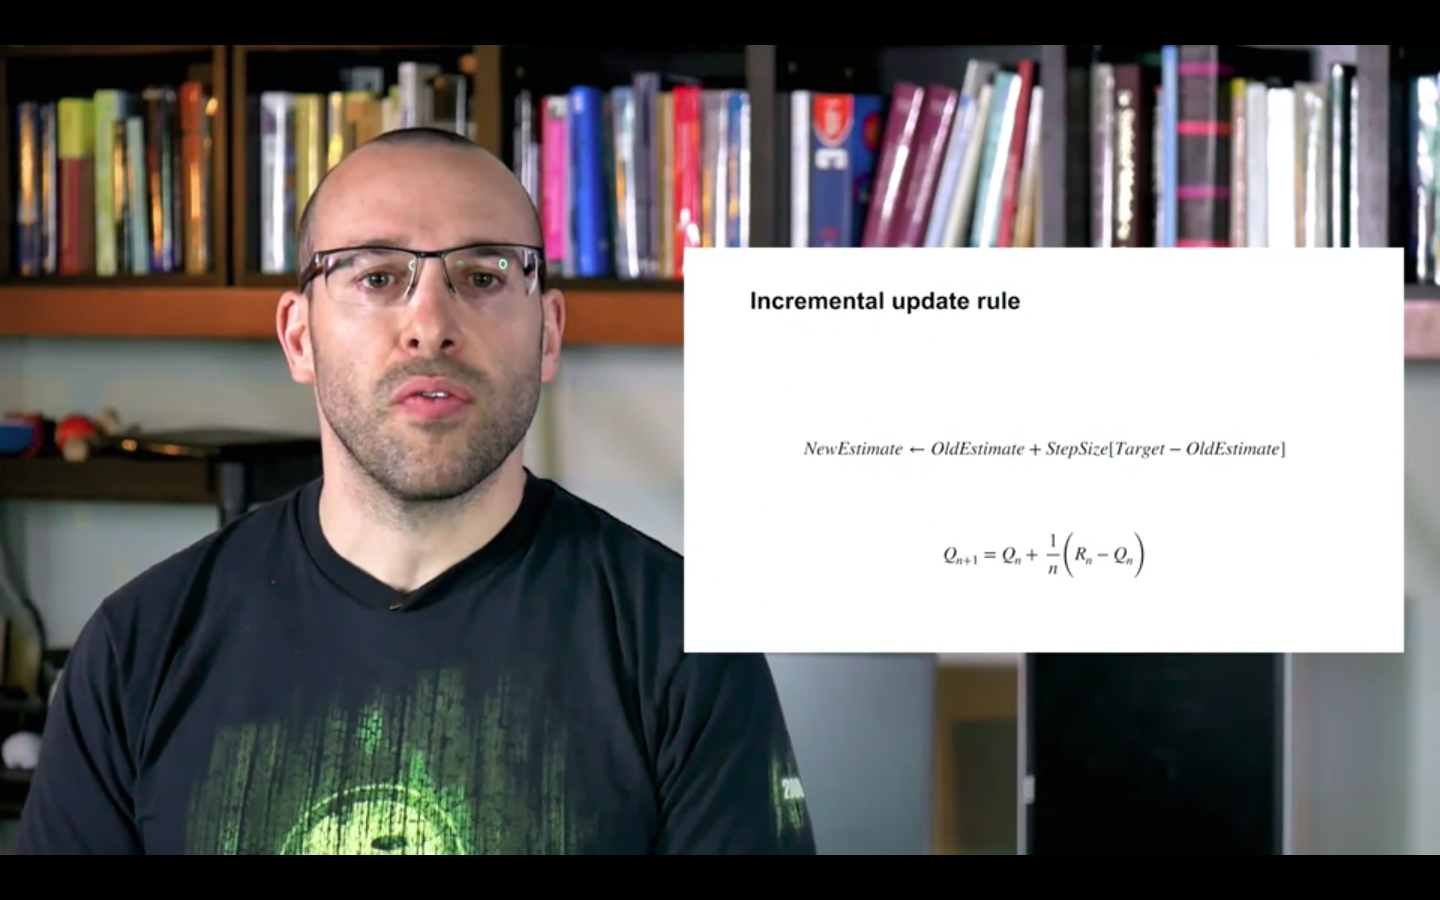 Incremental update rule
NewEstimate ← OldEstimate + StepSize[Target − OldEstimate]
Qₙ₊₁ = Qₙ + 1/n (Rₙ − Qₙ)